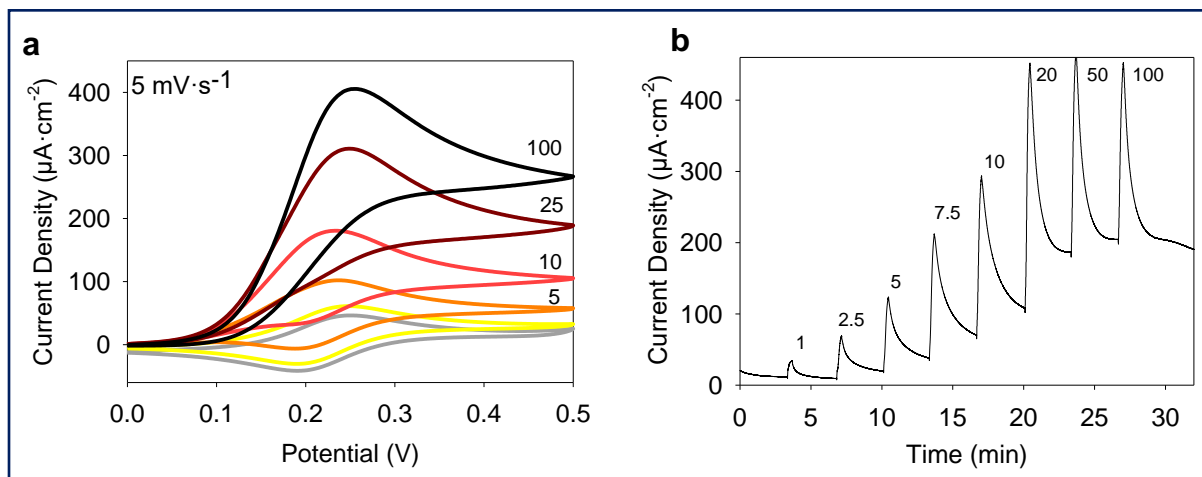 a
5 mV·s-1
Current Density (µA·cm-2)
400
300
200
100
0
100
25
10
5
0.0 0.1 0.2 0.3 0.4 0.5
Potential (V)
b
Current Density (µA·cm-2)
400
300
200
100
0
1
2.5
5
7.5
10
20
50
100
0 5 10 15 20 25 30
Time (min)